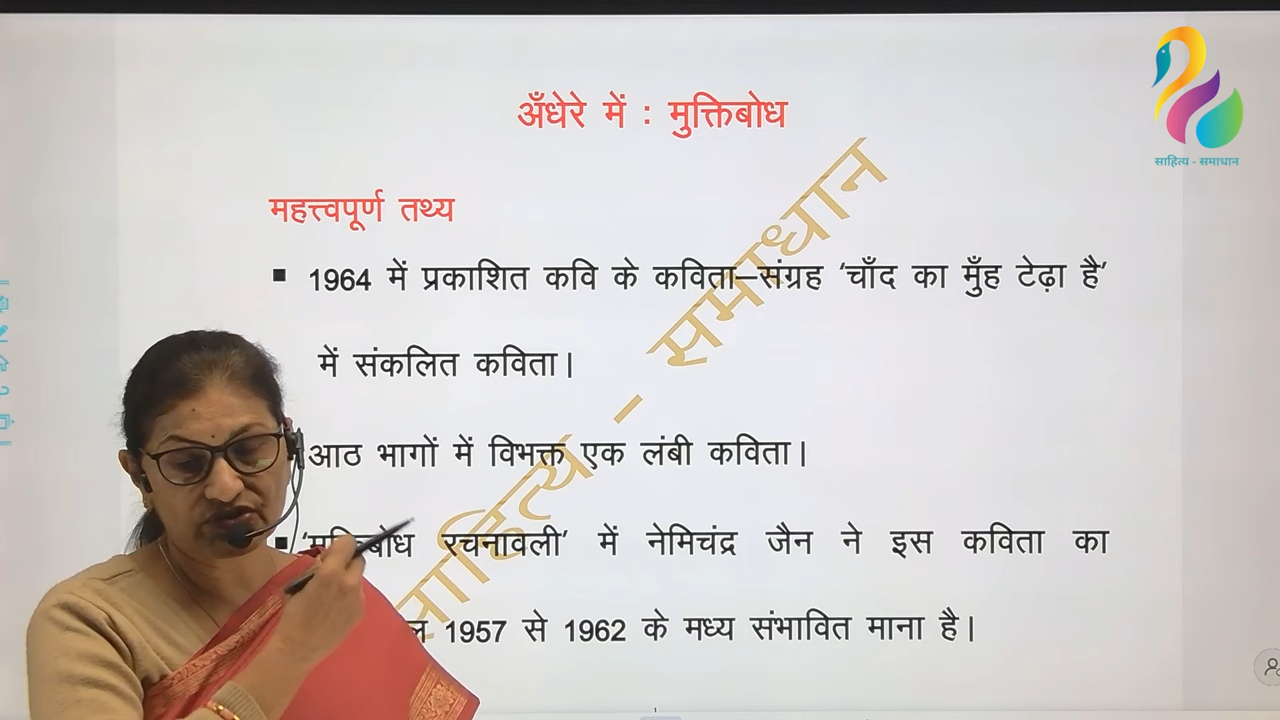 अँधेरे में : मुक्तिबोध
साहित्य - समाधान
महत्त्वपूर्ण तथ्य
■ 1964 में प्रकाशित कवि के कविता–संग्रह ‘चाँद का मुँह टेढ़ा है’
में संकलित कविता।
आठ भागों में विभक्त एक लंबी कविता।
■ ‘मुक्तिबोध रचनावली’ में नेमिचंद्र जैन ने इस कविता का
1957 से 1962 के मध्य संभावित माना है।
साहित्य - समाधान